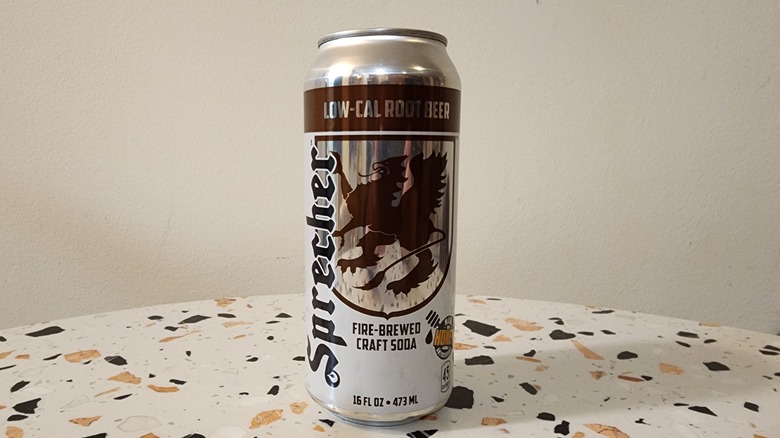 LOW-CAL ROOT BEER
Sprecher
FIRE-BREWED
CRAFT SODA
16 FL OZ • 473 ML